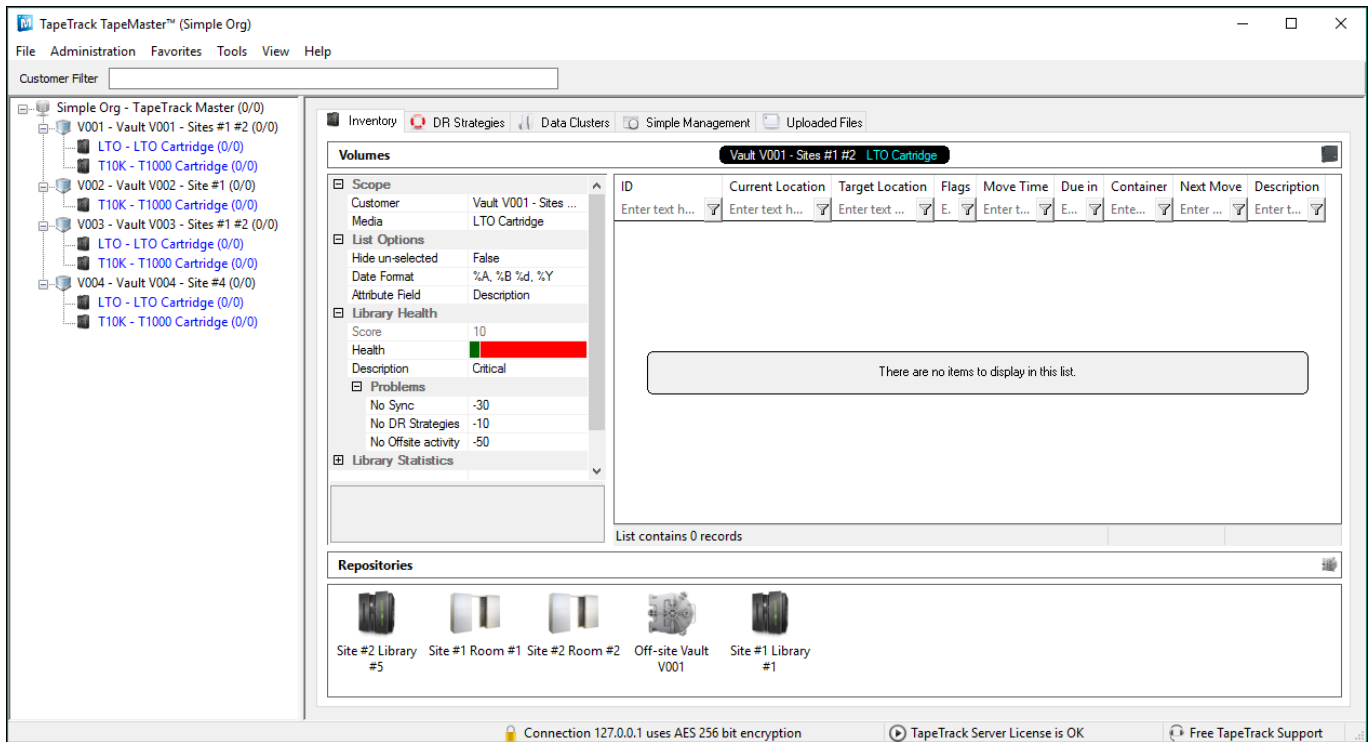 TapeTrack TapeMaster™ (Simple Org)
File Administration Favorites Tools View Help
Customer Filter
Simple Org - TapeTrack Master (0/0)
V001 - Vault V001 - Sites #1 #2 (0/0)
LTO - LTO Cartridge (0/0)
T10K - T1000 Cartridge (0/0)
V002 - Vault V002 - Site #1 (0/0)
T10K - T1000 Cartridge (0/0)
V003 - Vault V003 - Sites #1 #2 (0/0)
LTO - LTO Cartridge (0/0)
T10K - T1000 Cartridge (0/0)
V004 - Vault V004 - Site #4 (0/0)
LTO - LTO Cartridge (0/0)
T10K - T1000 Cartridge (0/0)
Inventory DR Strategies Data Clusters Simple Management Uploaded Files
Volumes Vault V001 - Sites #1 #2 LTO Cartridge
Scope
Customer Vault V001 - Sites ...
Media LTO Cartridge
List Options
Hide un-selected False
Date Format %A, %B %d, %Y
Attribute Field Description
Library Health
Score 10
Health
Description Critical
Problems
No Sync -30
No DR Strategies -10
No Offsite activity -50
Library Statistics
ID Current Location Target Location Flags Move Time Due in Container Next Move Description
Enter text h... Enter text h... Enter text ... E. Enter t... E... Ente... Enter ... Enter t...
There are no items to display in this list.
List contains 0 records
Repositories
Site #2 Library #5
Site #1 Room #1
Site #2 Room #2
Off-site Vault V001
Site #1 Library #1
Connection 127.0.0.1 uses AES 256 bit encryption TapeTrack Server License is OK Free TapeTrack Support